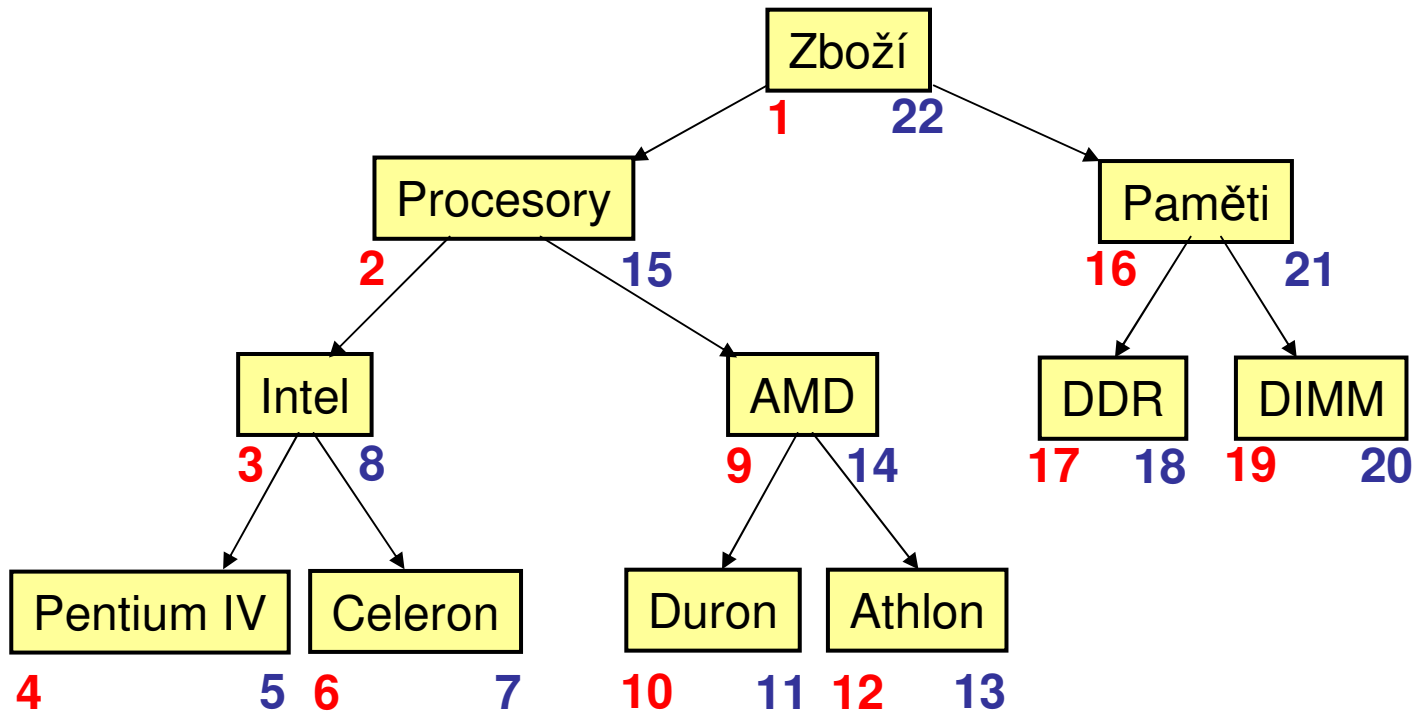 Zboží
1 22
Procesory
Paměti
2 15
16 21
Intel
AMD
DDR
DIMM
3 8
9 14
17 18
19 20
Pentium IV
Celeron
Duron
Athlon
4 5
6 7
10 11
12 13